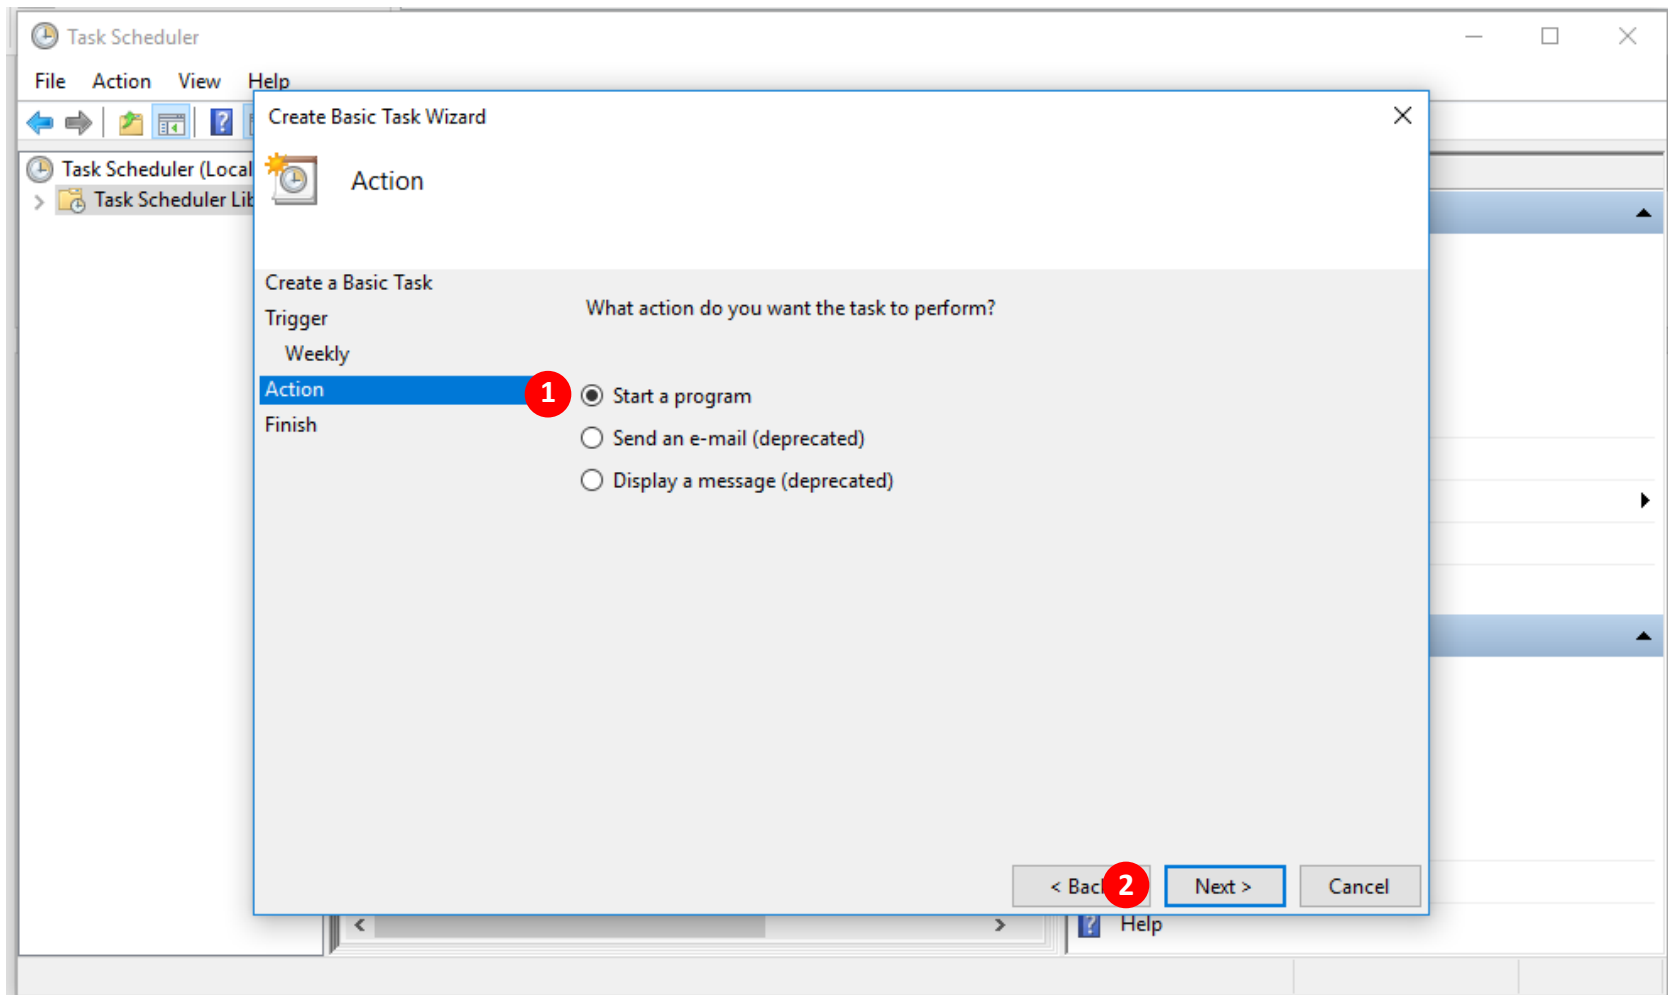 Task Scheduler
File Action View Help
Create Basic Task Wizard
Task Scheduler (Local
Task Scheduler Lib
Action
Create a Basic Task
Trigger
Weekly
Action
Finish
What action do you want the task to perform?
1
Start a program
Send an e-mail (deprecated)
Display a message (deprecated)
< Bac 2 Next > Cancel
Help